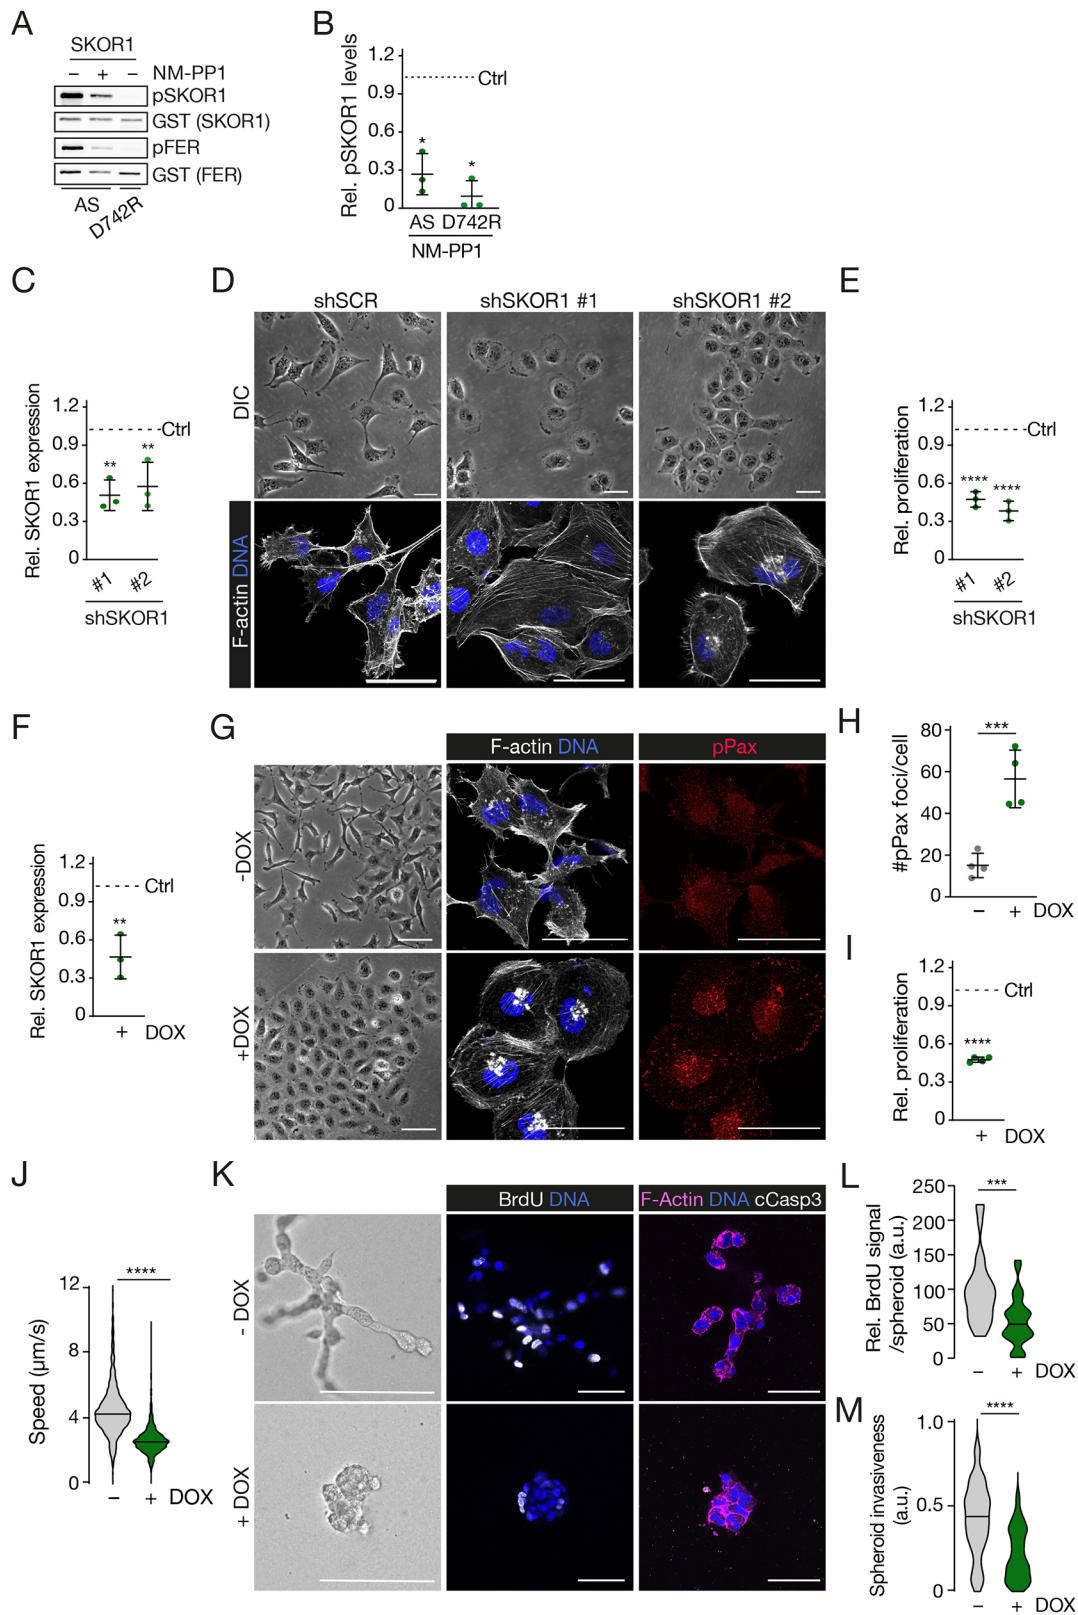 A
SKOR1
– + – NM-PP1
pSKOR1
GST (SKOR1)
pFER
GST (FER)
AS
D742R
B
Rel. pSKOR1 levels
1.2
0.9
0.6
0.3
0
Ctrl
*
*
AS D742R
NM-PP1
C
Rel. SKOR1 expression
1.2
0.9
0.6
0.3
0
Ctrl
**
**
#1 #2
shSKOR1
D
shSCR shSKOR1 #1 shSKOR1 #2
DIC
F-actin DNA
E
Rel. proliferation
1.2
0.9
0.6
0.3
0
Ctrl
****
****
#1 #2
shSKOR1
F
Rel. SKOR1 expression
1.2
0.9
0.6
0.3
0
Ctrl
**
+ DOX
G
F-actin DNA pPax
-DOX
+DOX
H
#pPax foci/cell
80
60
40
20
0
***
– + DOX
I
Rel. proliferation
1.2
0.9
0.6
0.3
0
Ctrl
****
+ DOX
J
Speed (µm/s)
12
8
4
0
****
– + DOX
K
BrdU DNA F-Actin DNA cCasp3
- DOX
+ DOX
L
Rel. BrdU signal
/spheroid (a.u.)
250
200
150
100
50
0
***
– + DOX
M
Spheroid invasiveness
(a.u.)
1.0
0.5
0
****
– + DOX